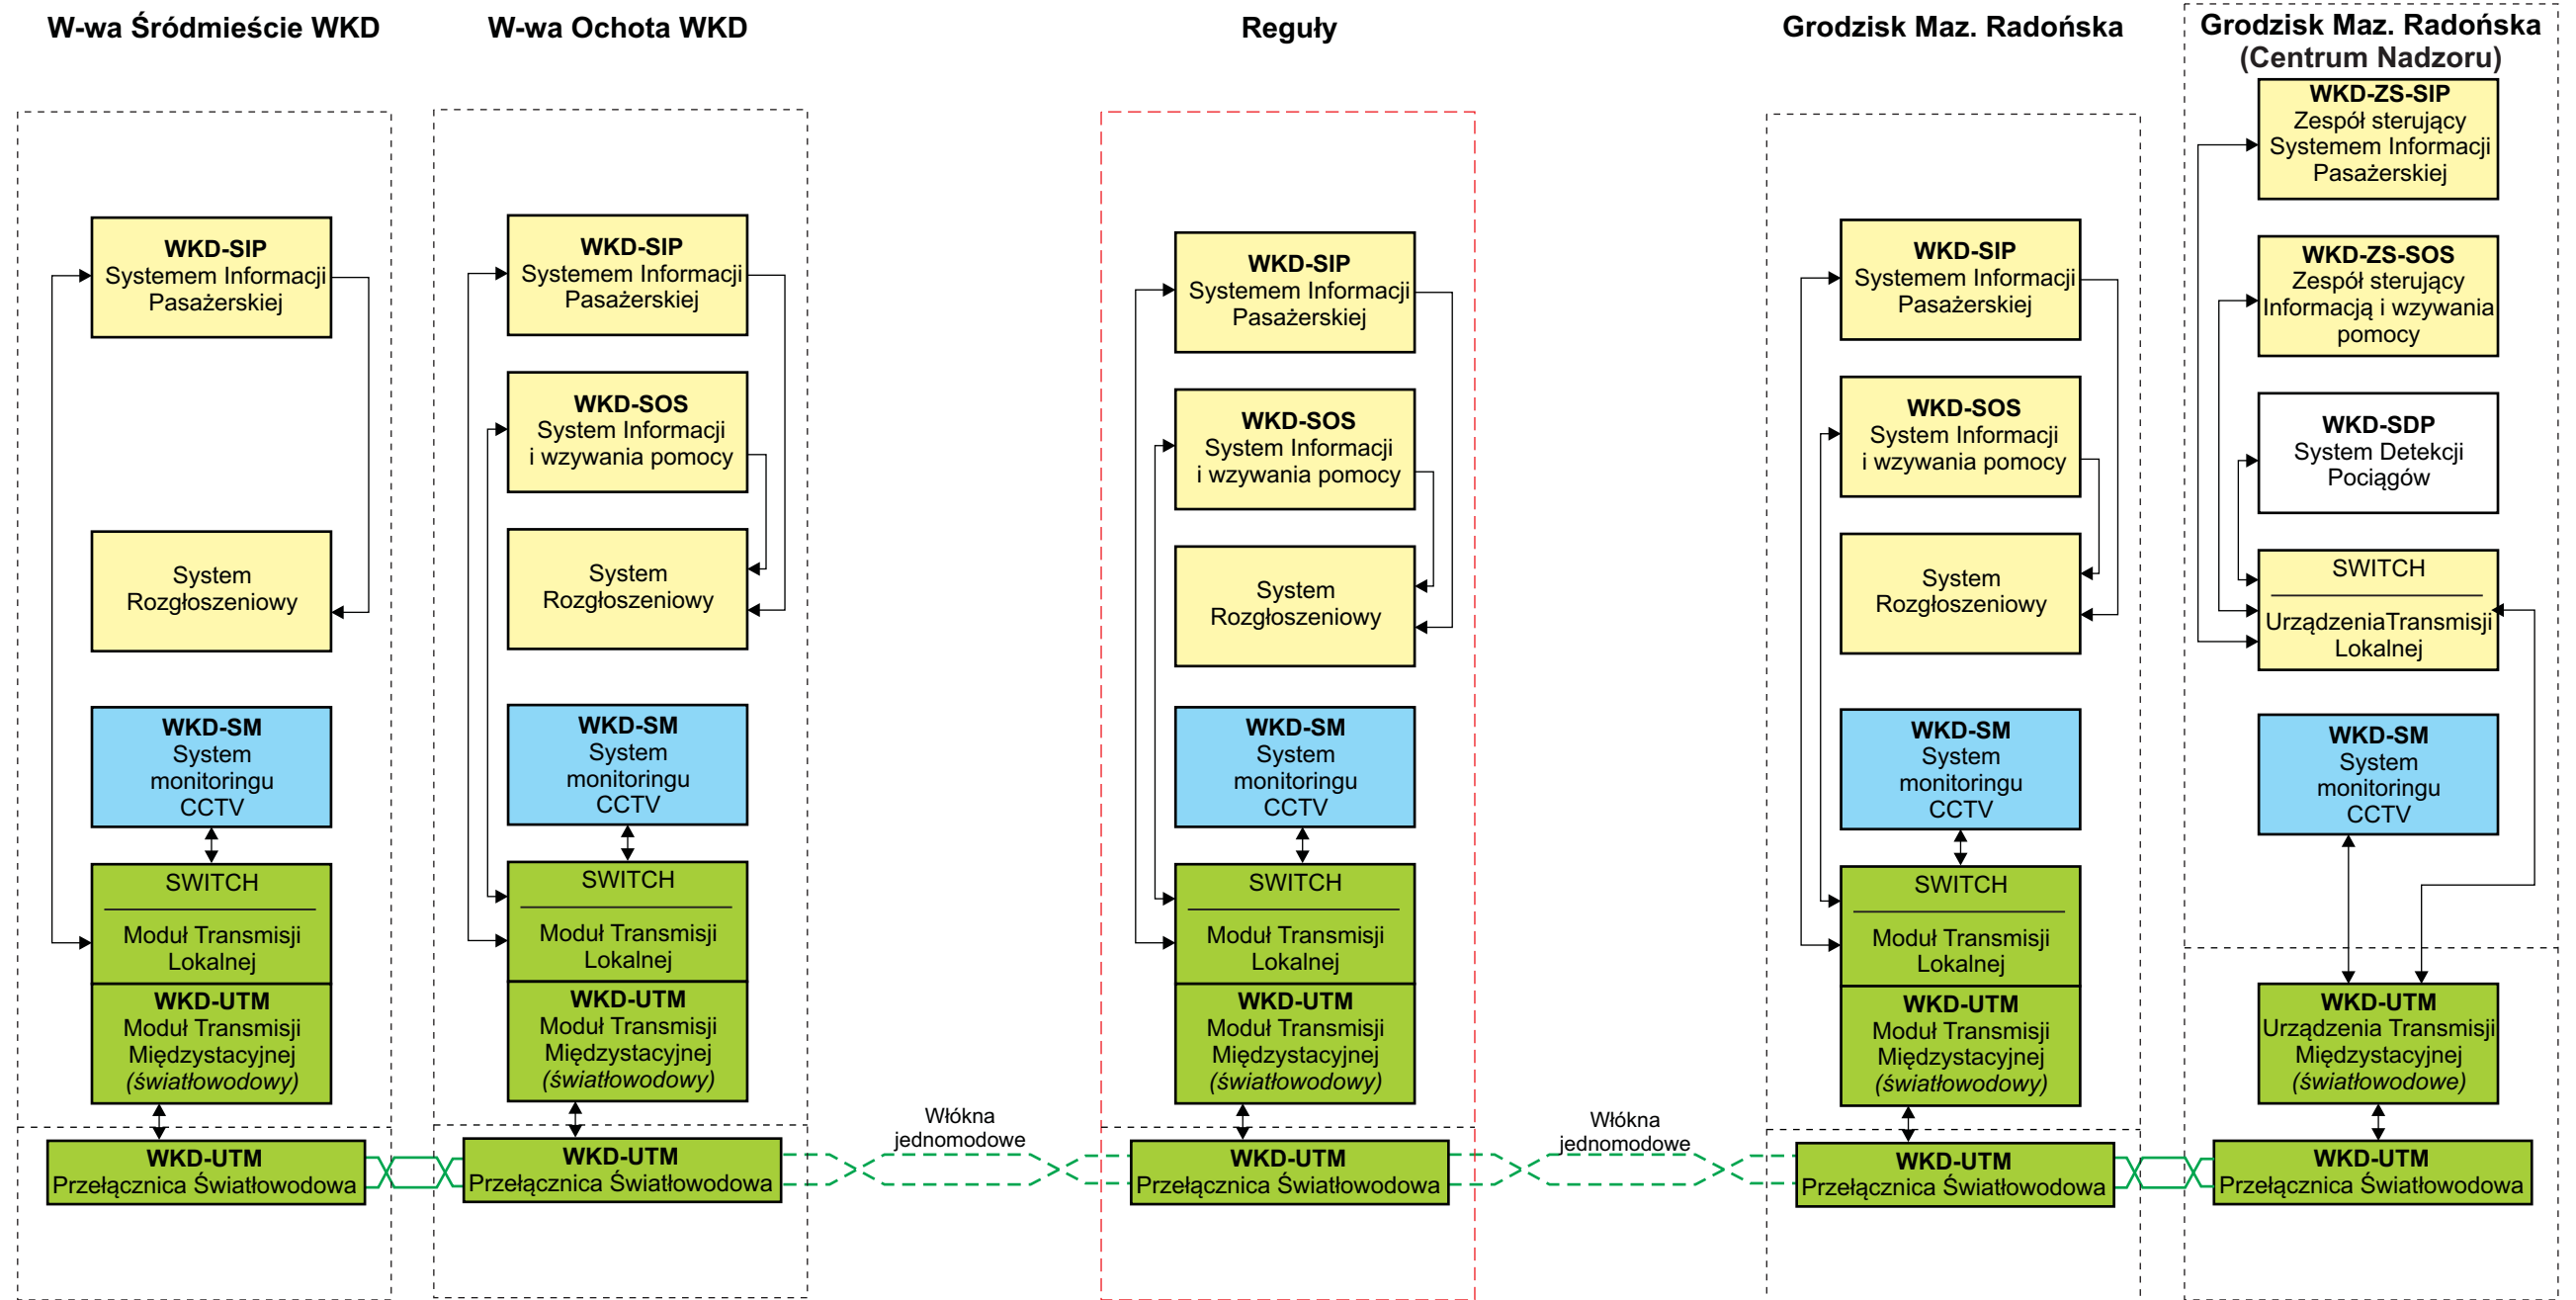 W-wa Śródmieście WKD
WKD-SIP
Systemem Informacji
Pasażerskiej
System
Rozgłoszeniowy
WKD-SM
System
monitoringu
CCTV
SWITCH
Moduł Transmisji
Lokalnej
WKD-UTM
Moduł Transmisji
Międzystacyjnej
(światłowodowy)
WKD-UTM
Przełącznica Światłowodowa
W-wa Ochota WKD
WKD-SIP
Systemem Informacji
Pasażerskiej
WKD-SOS
System Informacji
i wzywania pomocy
System
Rozgłoszeniowy
WKD-SM
System
monitoringu
CCTV
SWITCH
Moduł Transmisji
Lokalnej
WKD-UTM
Moduł Transmisji
Międzystacyjnej
(światłowodowy)
WKD-UTM
Przełącznica Światłowodowa
Włókna
jednomodowe
Reguły
WKD-SIP
Systemem Informacji
Pasażerskiej
WKD-SOS
System Informacji
i wzywania pomocy
System
Rozgłoszeniowy
WKD-SM
System
monitoringu
CCTV
SWITCH
Moduł Transmisji
Lokalnej
WKD-UTM
Moduł Transmisji
Międzystacyjnej
(światłowodowy)
WKD-UTM
Przełącznica Światłowodowa
Włókna
jednomodowe
Grodzisk Maz. Radońska
WKD-SIP
Systemem Informacji
Pasażerskiej
WKD-SOS
System Informacji
i wzywania pomocy
System
Rozgłoszeniowy
WKD-SM
System
monitoringu
CCTV
SWITCH
Moduł Transmisji
Lokalnej
WKD-UTM
Moduł Transmisji
Międzystacyjnej
(światłowodowy)
WKD-UTM
Przełącznica Światłowodowa
Grodzisk Maz. Radońska
(Centrum Nadzoru)
WKD-ZS-SIP
Zespół sterujący
Systemem Informacji
Pasażerskiej
WKD-ZS-SOS
Zespół sterujący
Informacją i wzywania
pomocy
WKD-SDP
System Detekcji
Pociągów
SWITCH
UrządzeniaTransmisji
Lokalnej
WKD-SM
System
monitoringu
CCTV
WKD-UTM
Urządzenia Transmisji
Międzystacyjnej
(światłowodowe)
WKD-UTM
Przełącznica Światłowodowa